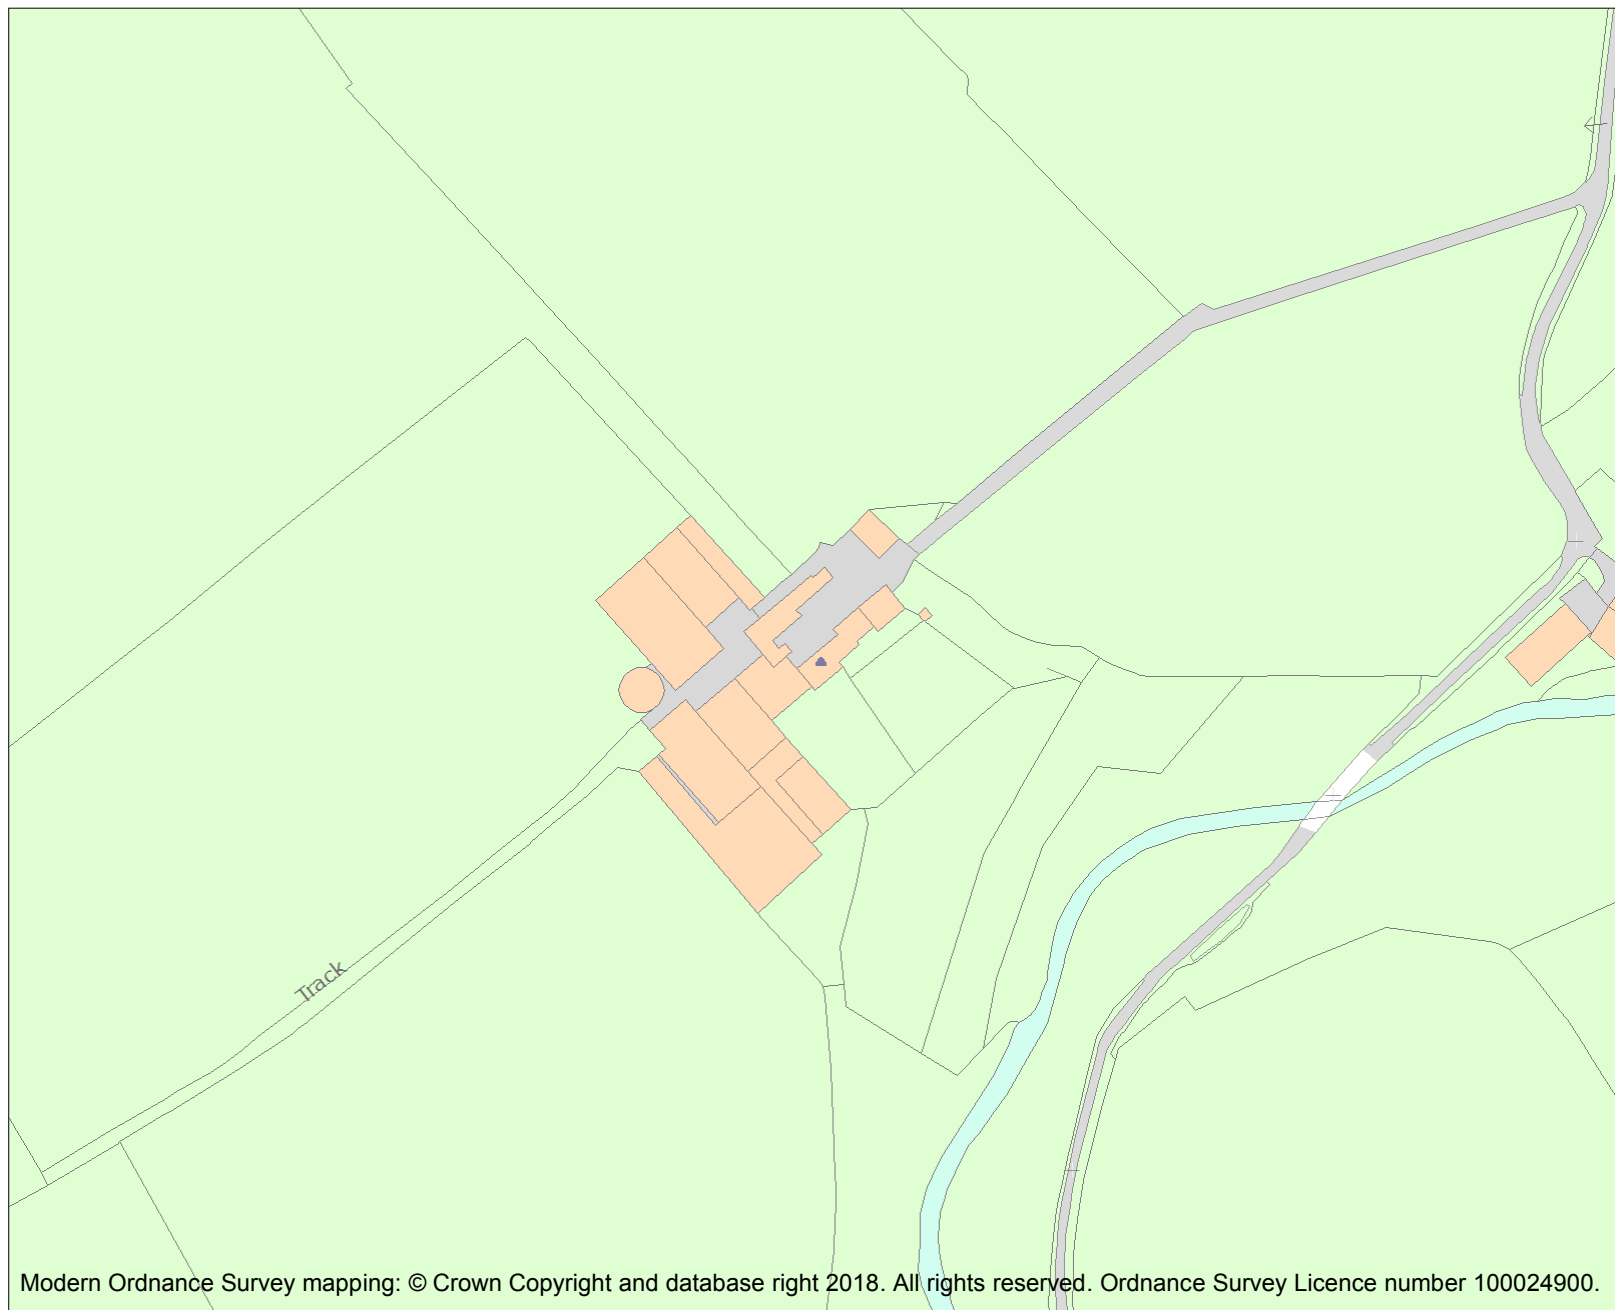 Track
Modern Ordnance Survey mapping: © Crown Copyright and database right 2018. All rights reserved. Ordnance Survey Licence number 100024900.